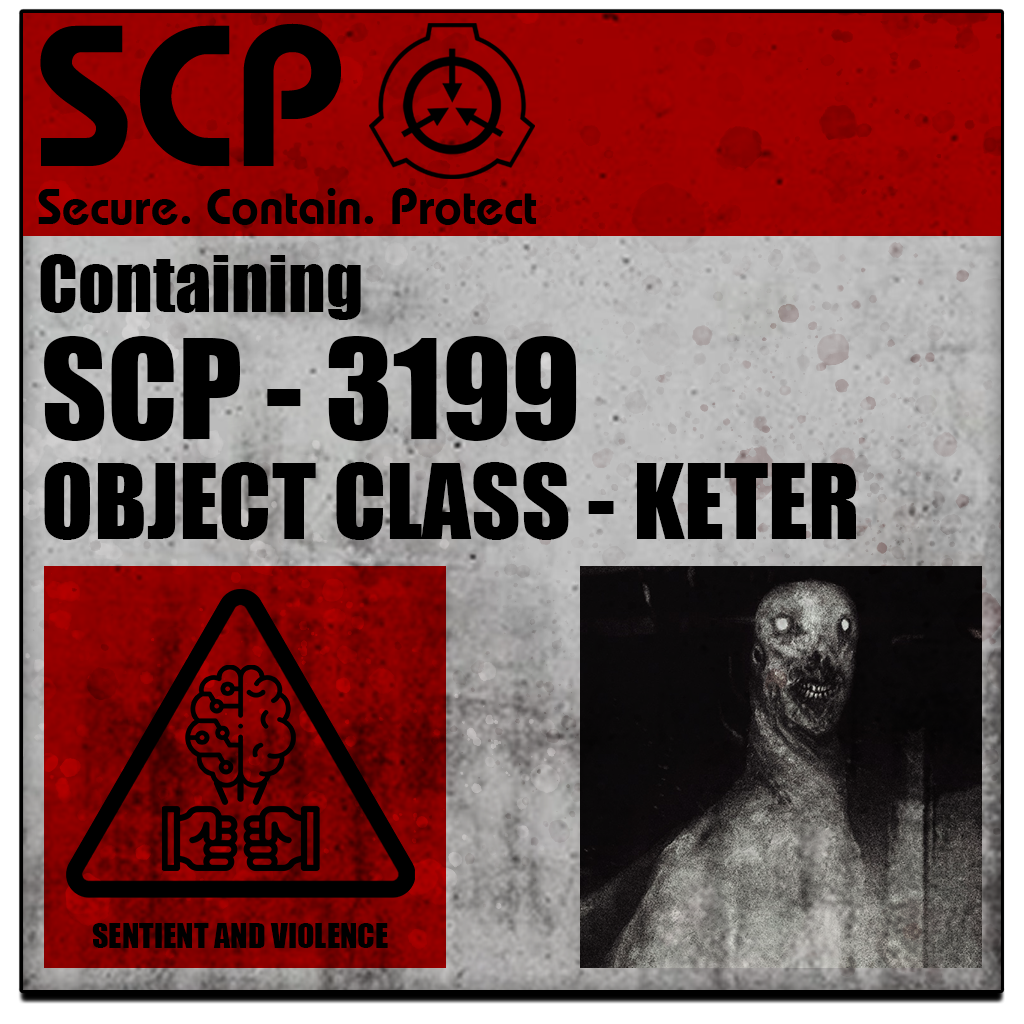 SCP
Secure. Contain. Protect
Containing
SCP - 3199
OBJECT CLASS - KETER
SENTIENT AND VIOLENCE